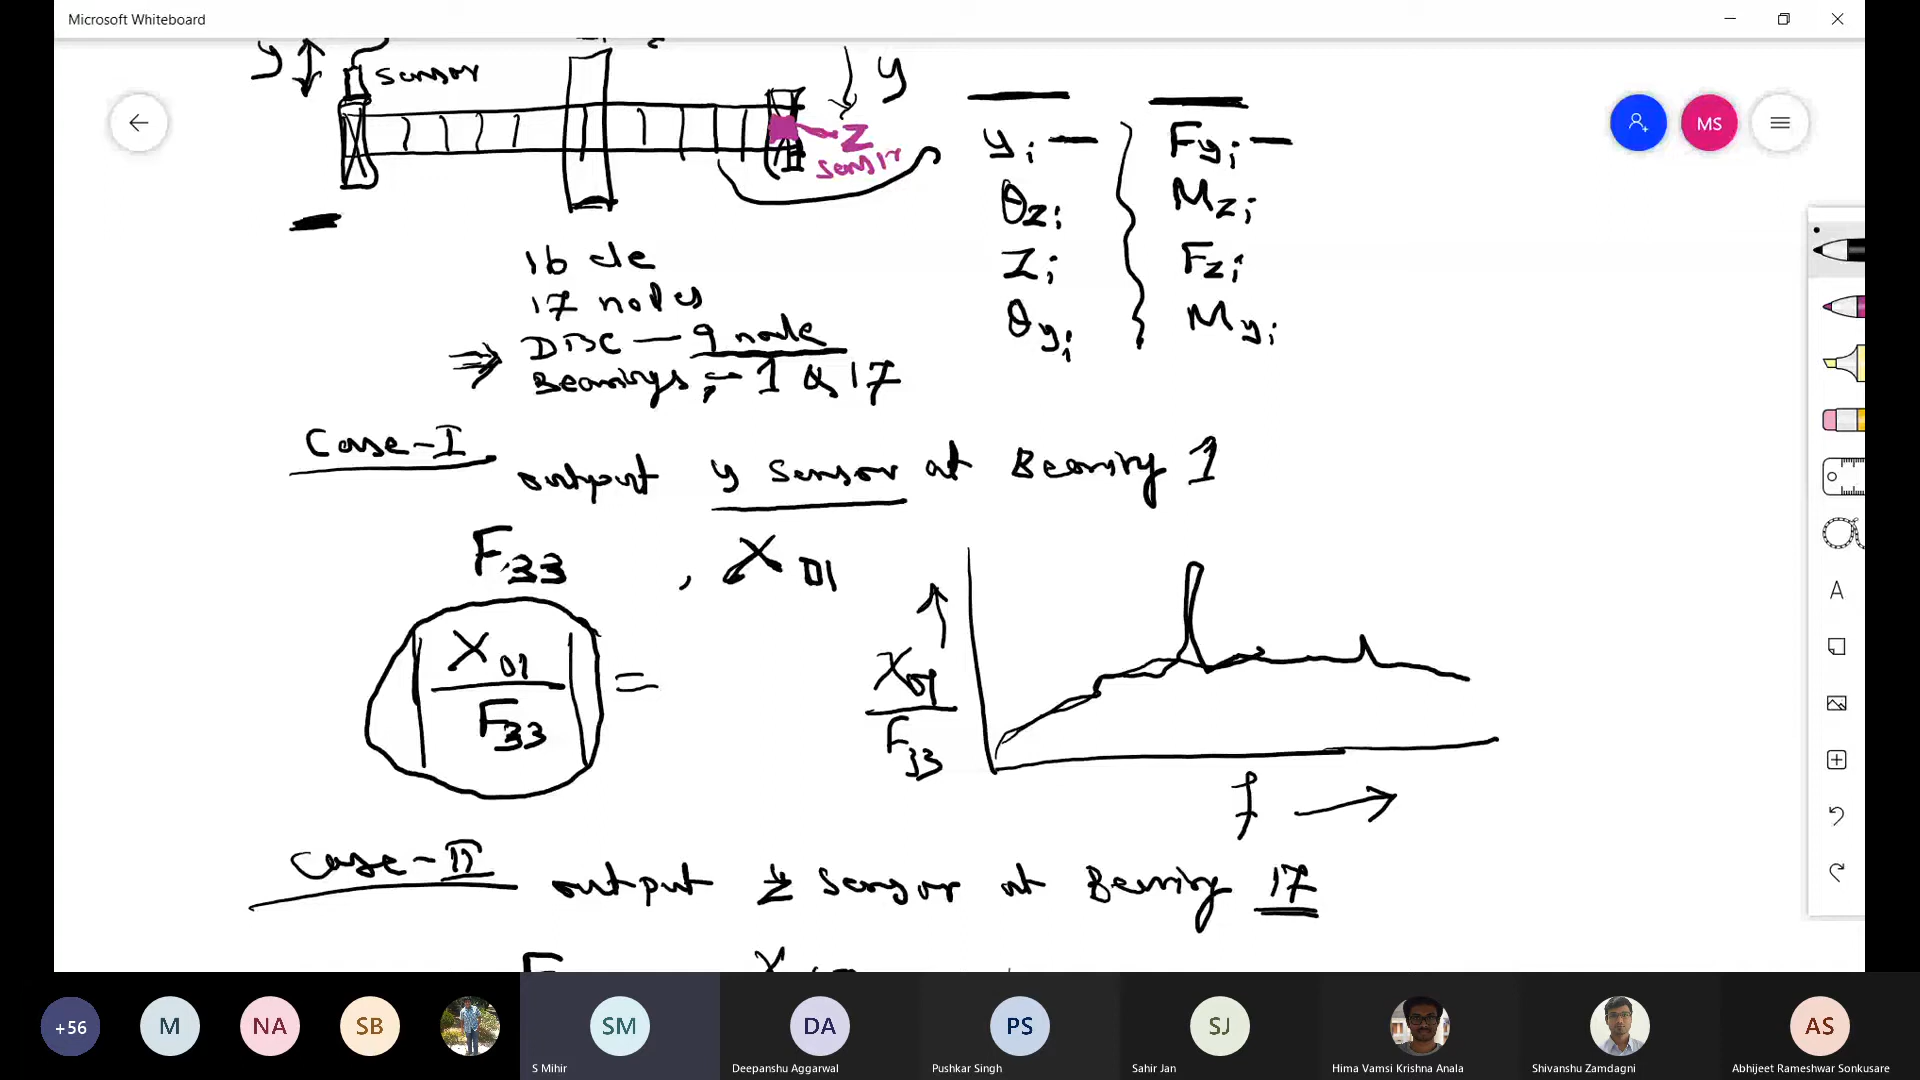 Microsoft Whiteboard
y sensor
y
Z
sensor
MS
yi — Fyi —
θzi Mzi
Zi Fzi
θyi Myi
16 ele
17 nodes
⇒ DISC — 9 node
Bearings :- 1 & 17
Case-I
output y sensor at Bearing 1
F33 , X01
|X01 / F33| =
X01 / F33
f →
A
Case-II
output z sensor at Bearing 17
+56 M NA SB SM DA PS SJ AS
S Mihir Deepanshu Aggarwal Pushkar Singh Sahir Jan Hima Vamsi Krishna Anala Shivanshu Zamdagni Abhijeet Rameshwar Sonkusare